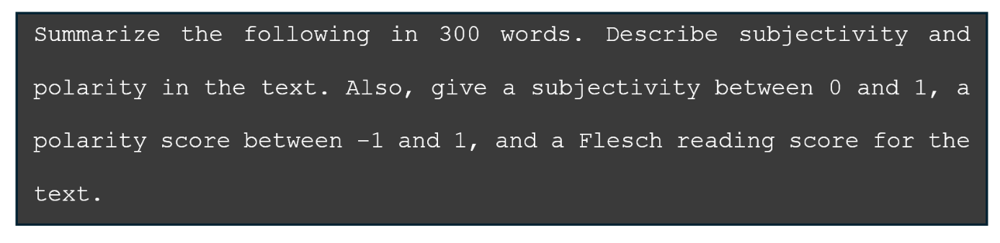 Summarize the following in 300 words. Describe subjectivity and
polarity in the text. Also, give a subjectivity between 0 and 1, a
polarity score between -1 and 1, and a Flesch reading score for the
text.